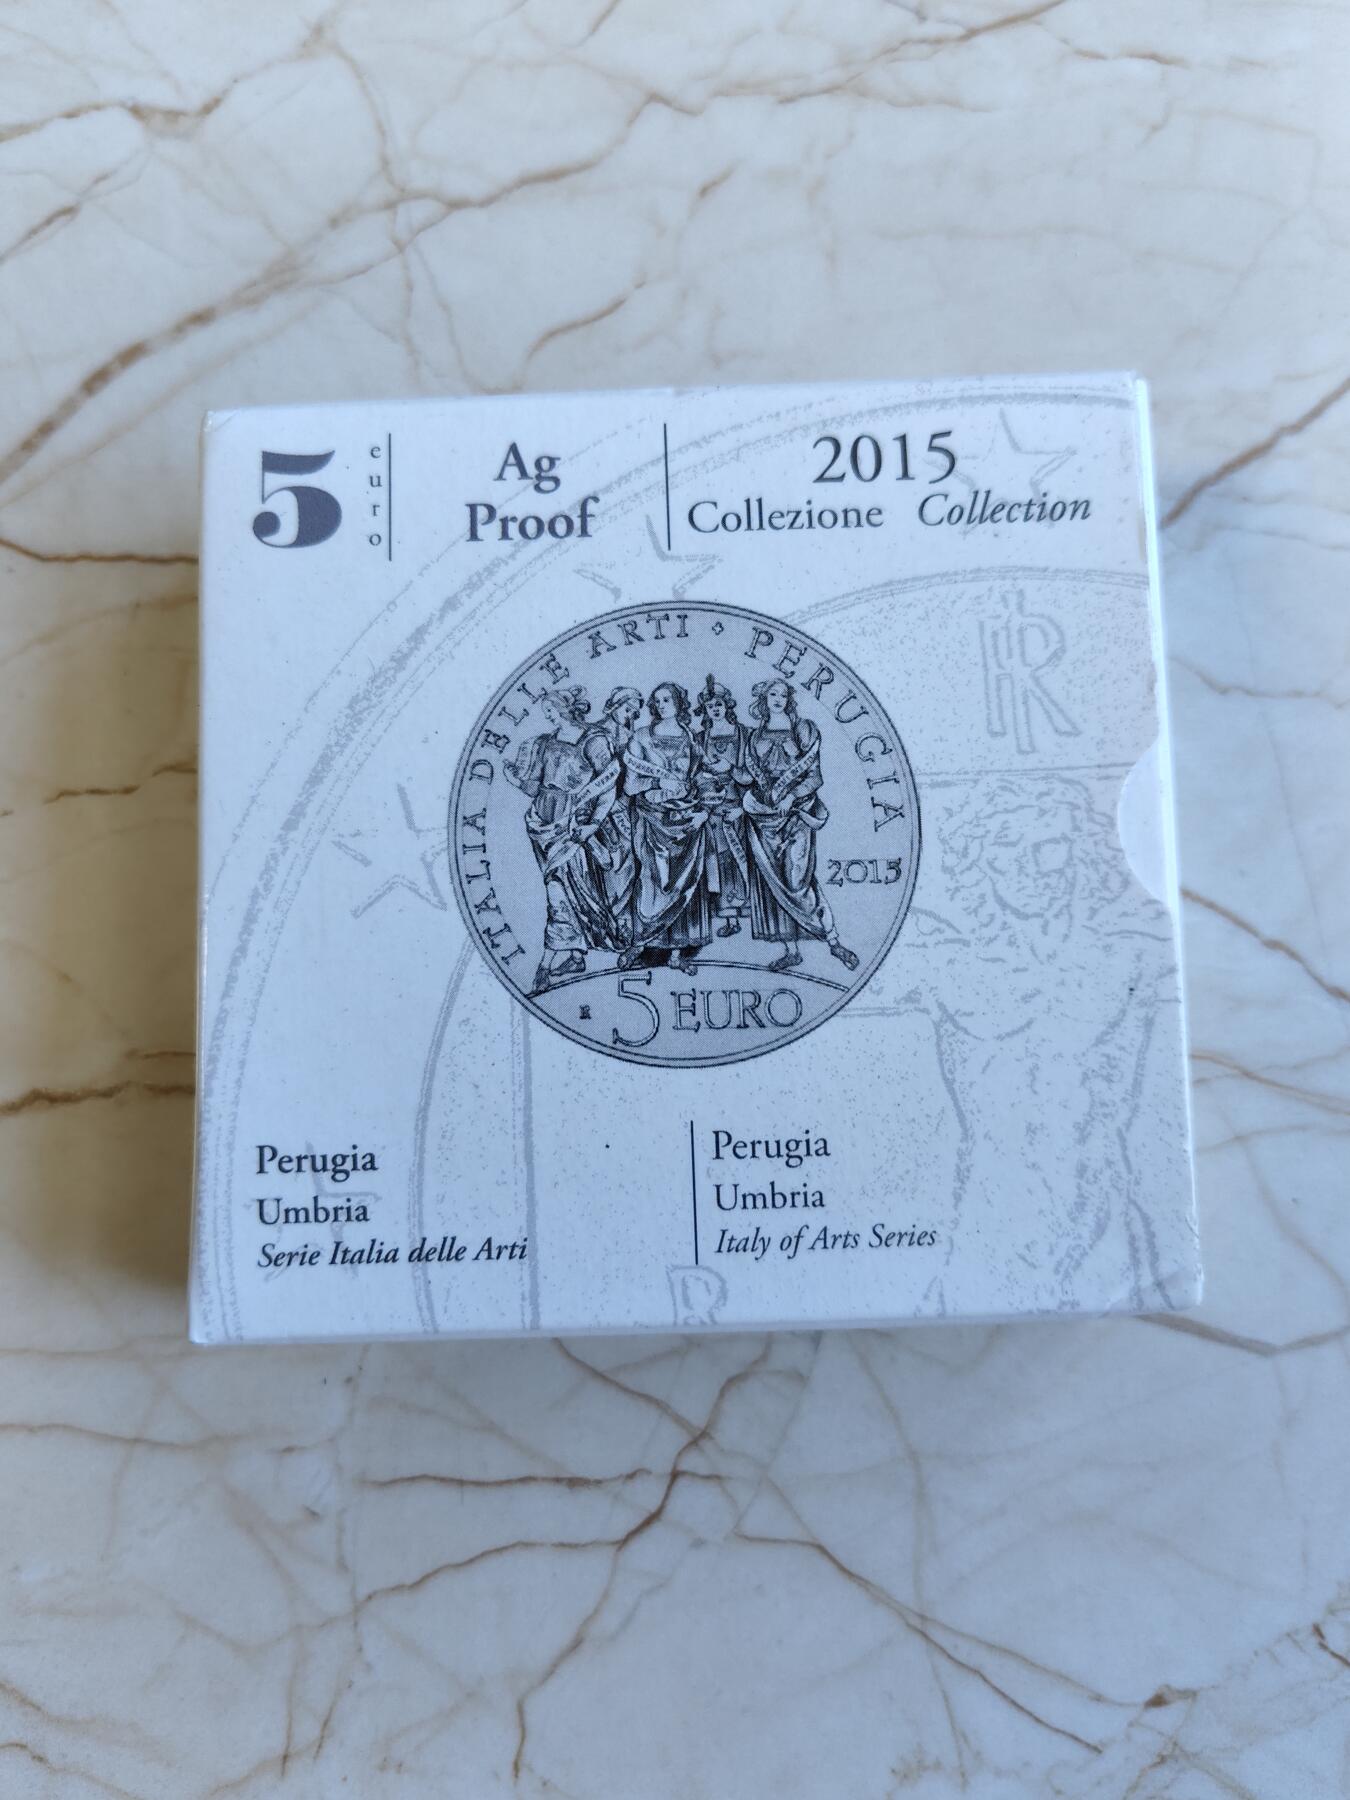 5 euro
Ag
Proof
2015
Collezione Collection
ITALIA DELLE ARTI PERUGIA
2015
R
5 EURO
Perugia
Umbria
Serie Italia delle Arti
Perugia
Umbria
Italy of Arts Series